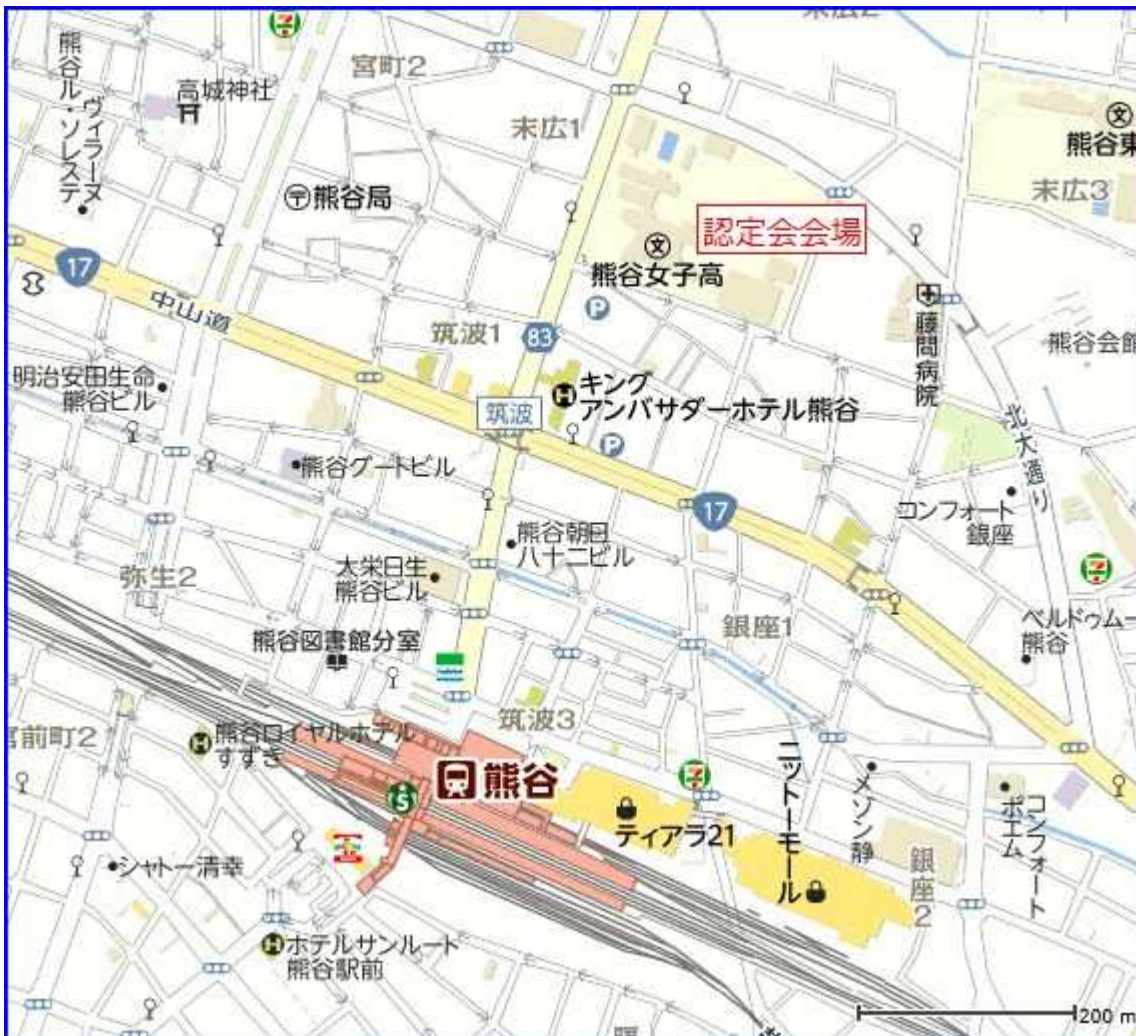 末広2
宮町2
高城神社
熊谷ル・ソレステ
ヴィラーヌ
末広1
熊谷局
文
熊谷東
末広3
認定会会場
文
熊谷女子高
17
中山道
P
筑波1
83
藤間病院
熊谷会館
明治安田生命
熊谷ビル
H
キング
アンバサダーホテル熊谷
筑波
P
北大通り
熊谷グートビル
17
コンフォート
銀座
熊谷朝日
八十二ビル
弥生2
太栄日生
熊谷ビル
銀座1
ベルドゥムー
熊谷
熊谷図書館分室
筑波3
宮前町2
H
熊谷ロイヤルホテル
すずき
熊谷
S
ティアラ21
ニットーモール
メゾン静
コンフォート
ポエム
シャトー清幸
銀座2
H
ホテルサンルート
熊谷駅前
200 m